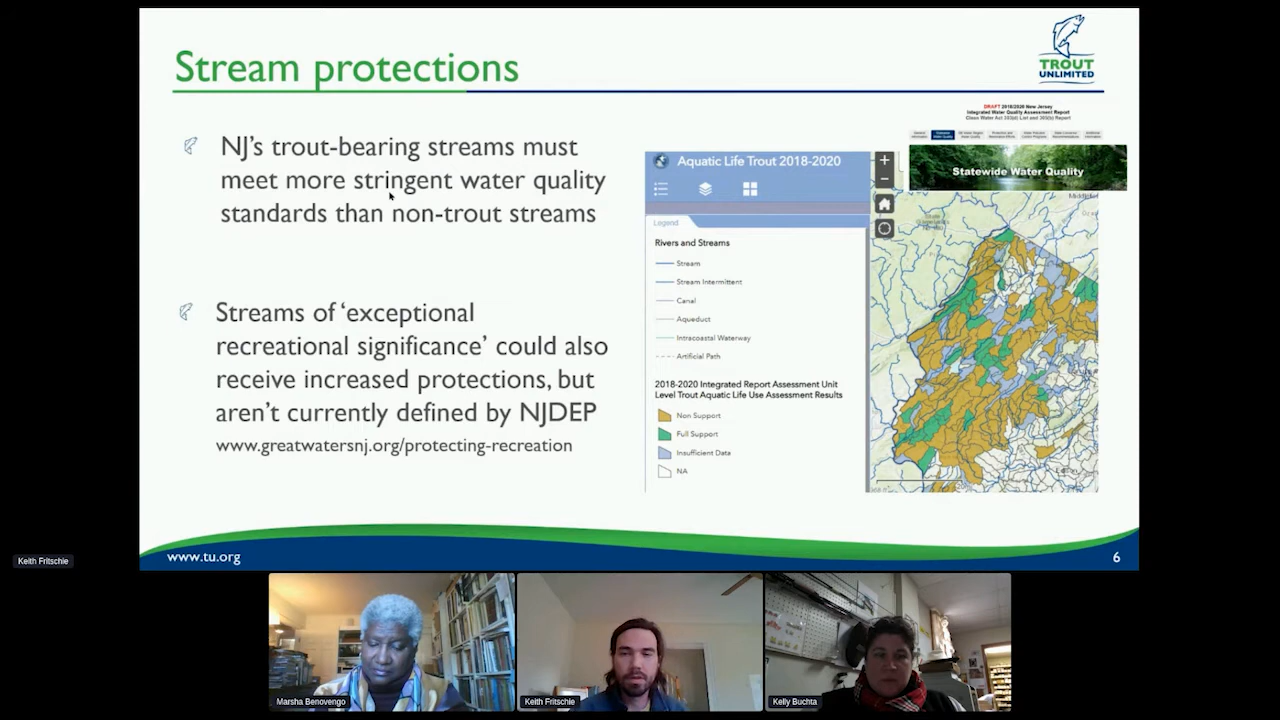 Stream protections
TROUT
UNLIMITED
NJ's trout-bearing streams must
meet more stringent water quality
standards than non-trout streams
Streams of 'exceptional
recreational significance' could also
receive increased protections, but
aren't currently defined by NJDEP
www.greatwatersnj.org/protecting-recreation
DRAFT 2018/2020 New Jersey
Integrated Water Quality Assessment Report
Clean Water Act 303(d) List and 305(b) Report
Statewide Water Quality
Aquatic Life Trout 2018-2020
Legend
Rivers and Streams
Stream
Stream Intermittent
Canal
Aqueduct
Intracoastal Waterway
Artificial Path
2018-2020 Integrated Report Assessment Unit
Level Trout Aquatic Life Use Assessment Results
Non Support
Full Support
Insufficient Data
NA
+
−
www.tu.org
6
Keith Fritschie
Marsha Benovengo
Keith Fritschie
Kelly Buchta